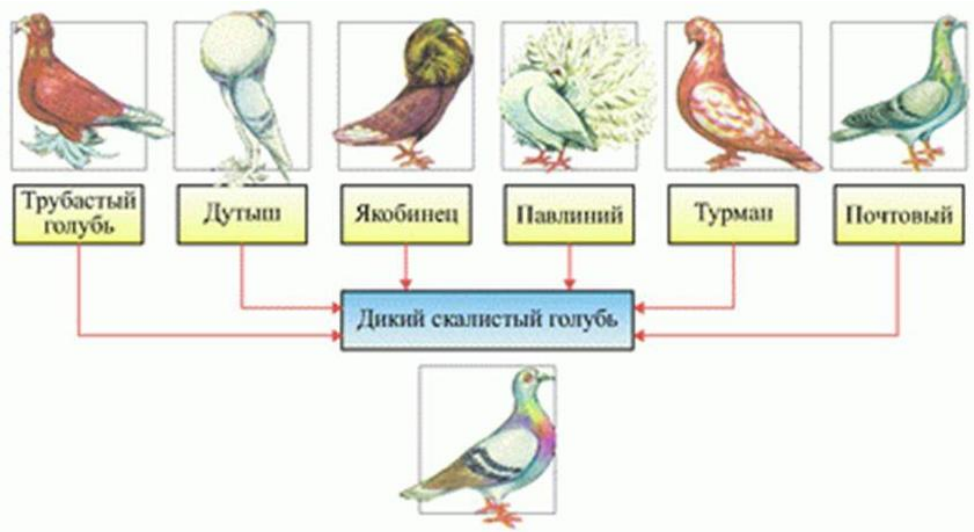 Трубастый
голубь
Дутыш
Якобинец
Павлиний
Турман
Почтовый
Дикий скалистый голубь